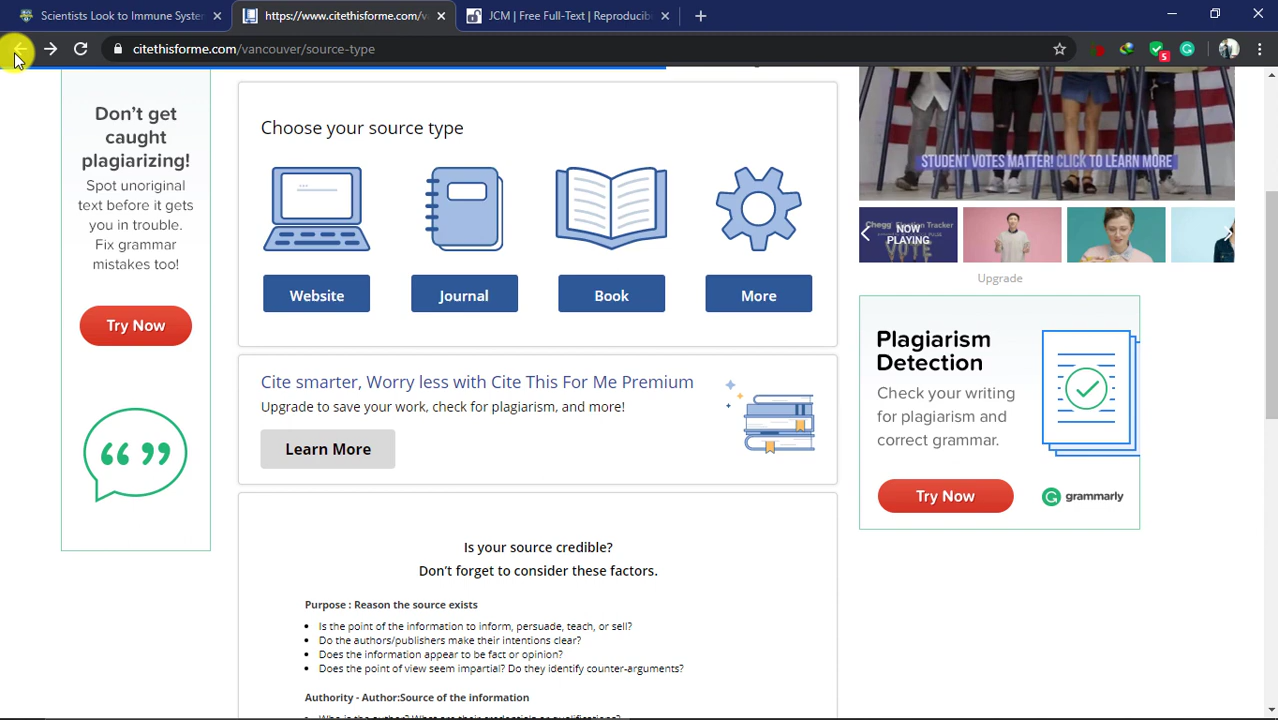 Scientists Look to Immune System
https://www.citethisforme.com/v
JCM | Free Full-Text | Reproducib
citethisforme.com/vancouver/source-type
5
Don't get
caught
plagiarizing!
Spot unoriginal
text before it gets
you in trouble.
Fix grammar
mistakes too!
Try Now
Choose your source type
Website
Journal
Book
More
Cite smarter, Worry less with Cite This For Me Premium
Upgrade to save your work, check for plagiarism, and more!
Learn More
Is your source credible?
Don't forget to consider these factors.
Purpose : Reason the source exists
• Is the point of the information to inform, persuade, teach, or sell?
• Do the authors/publishers make their intentions clear?
• Does the information appear to be fact or opinion?
• Does the point of view seem impartial? Do they identify counter-arguments?
Authority - Author:Source of the information
STUDENT VOTES MATTER! CLICK TO LEARN MORE
Chegg Election Tracker
VOTE
NOW
PLAYING
Upgrade
Plagiarism
Detection
Check your writing
for plagiarism and
correct grammar.
Try Now
grammarly